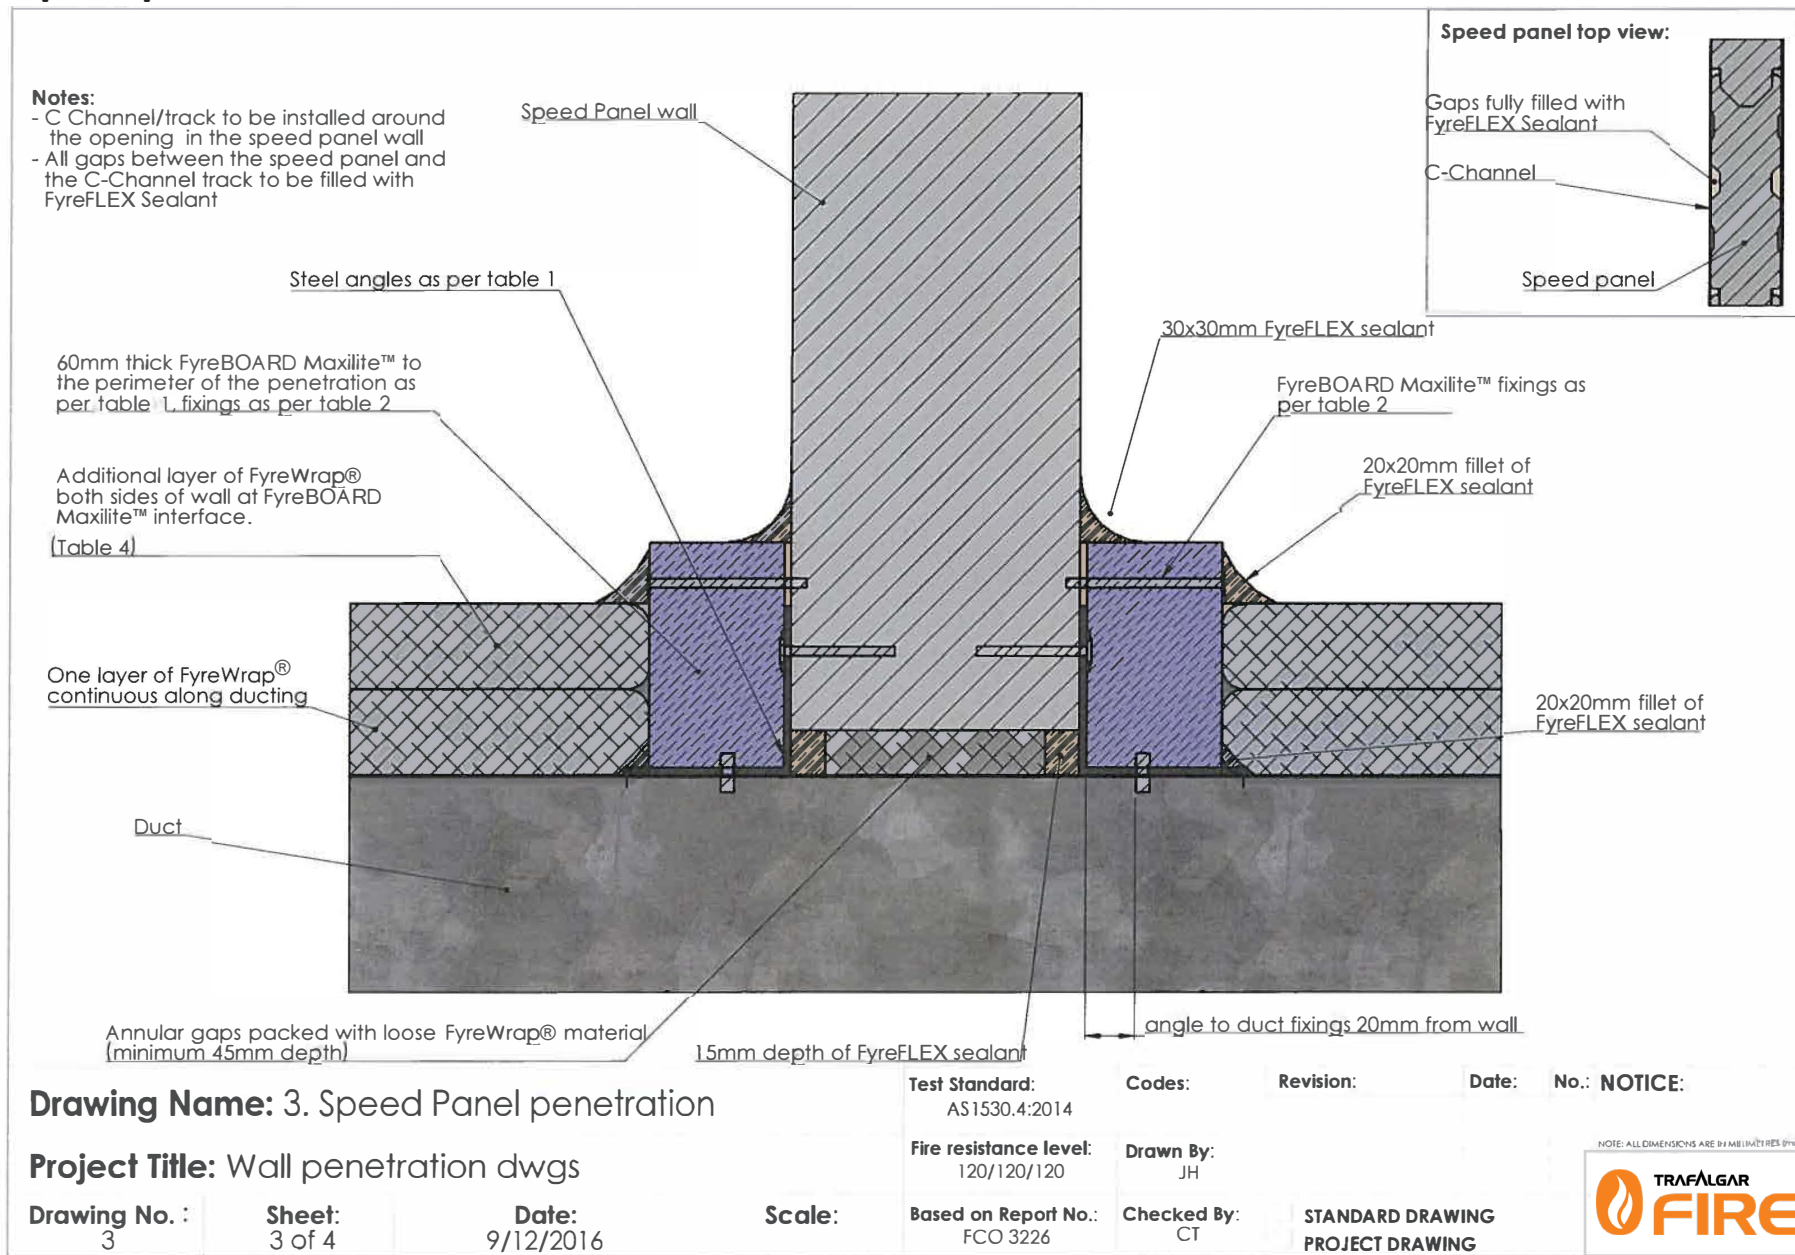 Speed panel top view:
Gaps fully filled with
FyreFLEX Sealant
C-Channel
Speed panel
Notes:
- C Channel/track to be installed around
the opening in the speed panel wall
- All gaps between the speed panel and
the C-Channel track to be filled with
FyreFLEX Sealant
Speed Panel wall
Steel angles as per table 1
60mm thick FyreBOARD Maxilite™ to
the perimeter of the penetration as
per table 1, fixings as per table 2
Additional layer of FyreWrap®
both sides of wall at FyreBOARD
Maxilite™ interface.
(Table 4)
One layer of FyreWrap®
continuous along ducting
Duct
30x30mm FyreFLEX sealant
FyreBOARD Maxilite™ fixings as
per table 2
20x20mm fillet of
FyreFLEX sealant
20x20mm fillet of
FyreFLEX sealant
Annular gaps packed with loose FyreWrap® material
(minimum 45mm depth)
15mm depth of FyreFLEX sealant
angle to duct fixings 20mm from wall
Drawing Name: 3. Speed Panel penetration
Project Title: Wall penetration dwgs
Drawing No. :
3
Sheet:
3 of 4
Date:
9/12/2016
Scale:
Test Standard:
AS1530.4:2014
Fire resistance level:
120/120/120
Based on Report No.:
FCO 3226
Codes:
Drawn By:
JH
Checked By:
CT
Revision:
Date:
No.:
NOTICE:
NOTE: ALL DIMENSIONS ARE IN MILLIMETRES
STANDARD DRAWING
PROJECT DRAWING
TRAFALGAR
FIRE